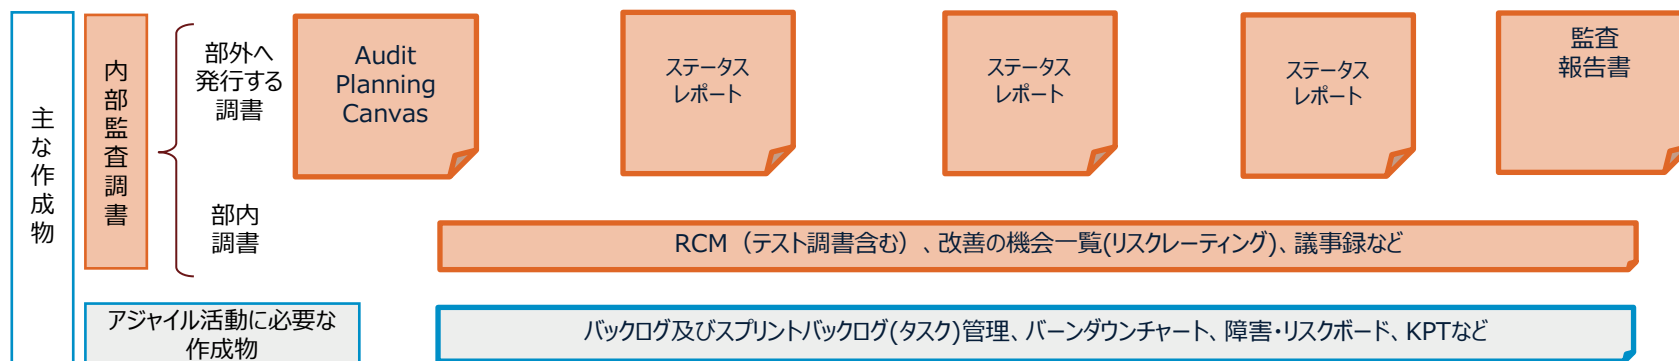 主な作成物
内部監査調書
部外へ
発行する
調書
Audit
Planning
Canvas
ステータス
レポート
ステータス
レポート
ステータス
レポート
監査
報告書
部内
調書
RCM（テスト調書含む）、改善の機会一覧(リスクレーティング)、議事録など
アジャイル活動に必要な
作成物
バックログ及びスプリントバックログ(タスク)管理、バーンダウンチャート、障害・リスクボード、KPTなど